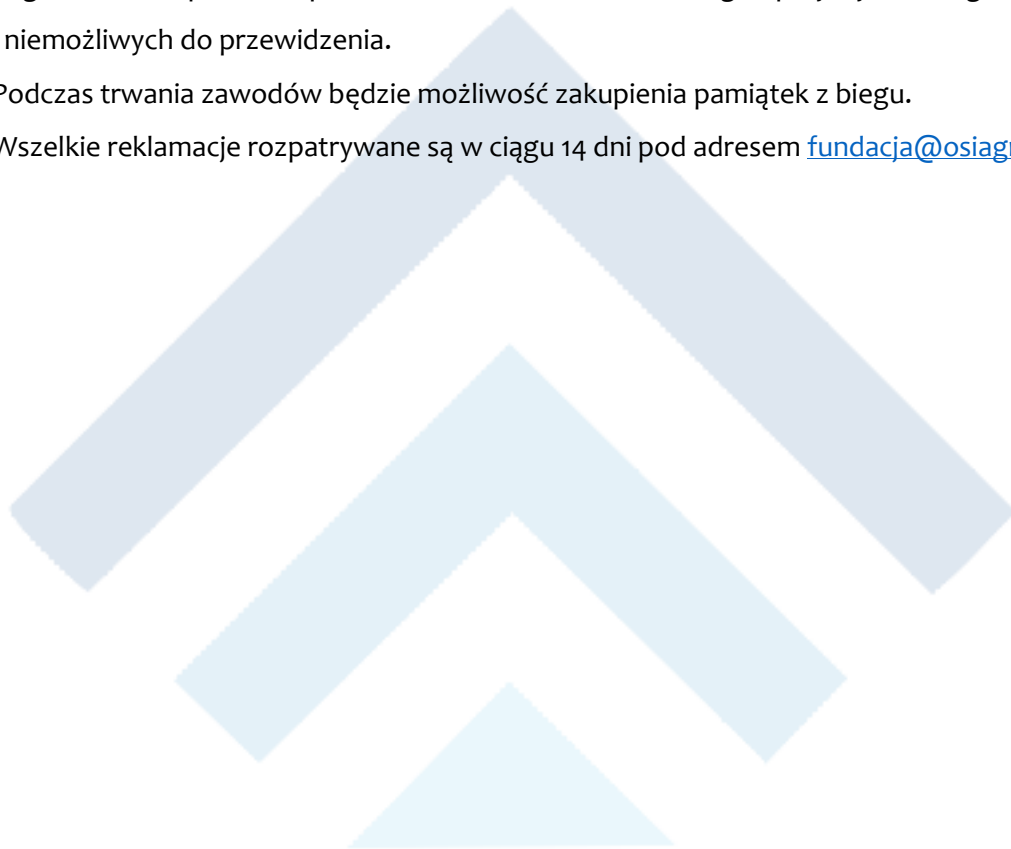 niemożliwych do przewidzenia.
Podczas trwania zawodów będzie możliwość zakupienia pamiątek z biegu.
Wszelkie reklamacje rozpatrywane są w ciągu 14 dni pod adresem fundacja@osiagn